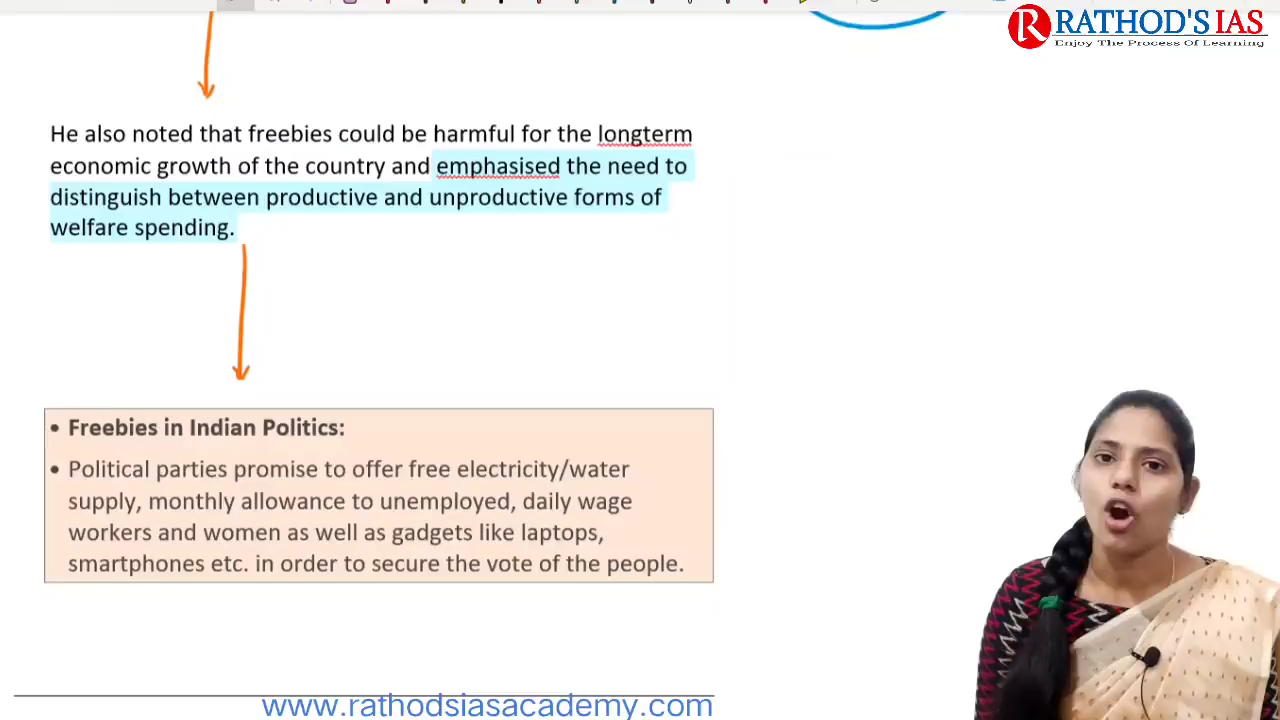 RATHOD'S IAS
Enjoy The Process Of Learning
He also noted that freebies could be harmful for the longterm
economic growth of the country and emphasised the need to
distinguish between productive and unproductive forms of
welfare spending.
• Freebies in Indian Politics:
• Political parties promise to offer free electricity/water
supply, monthly allowance to unemployed, daily wage
workers and women as well as gadgets like laptops,
smartphones etc. in order to secure the vote of the people.
www.rathodsiasacademy.com